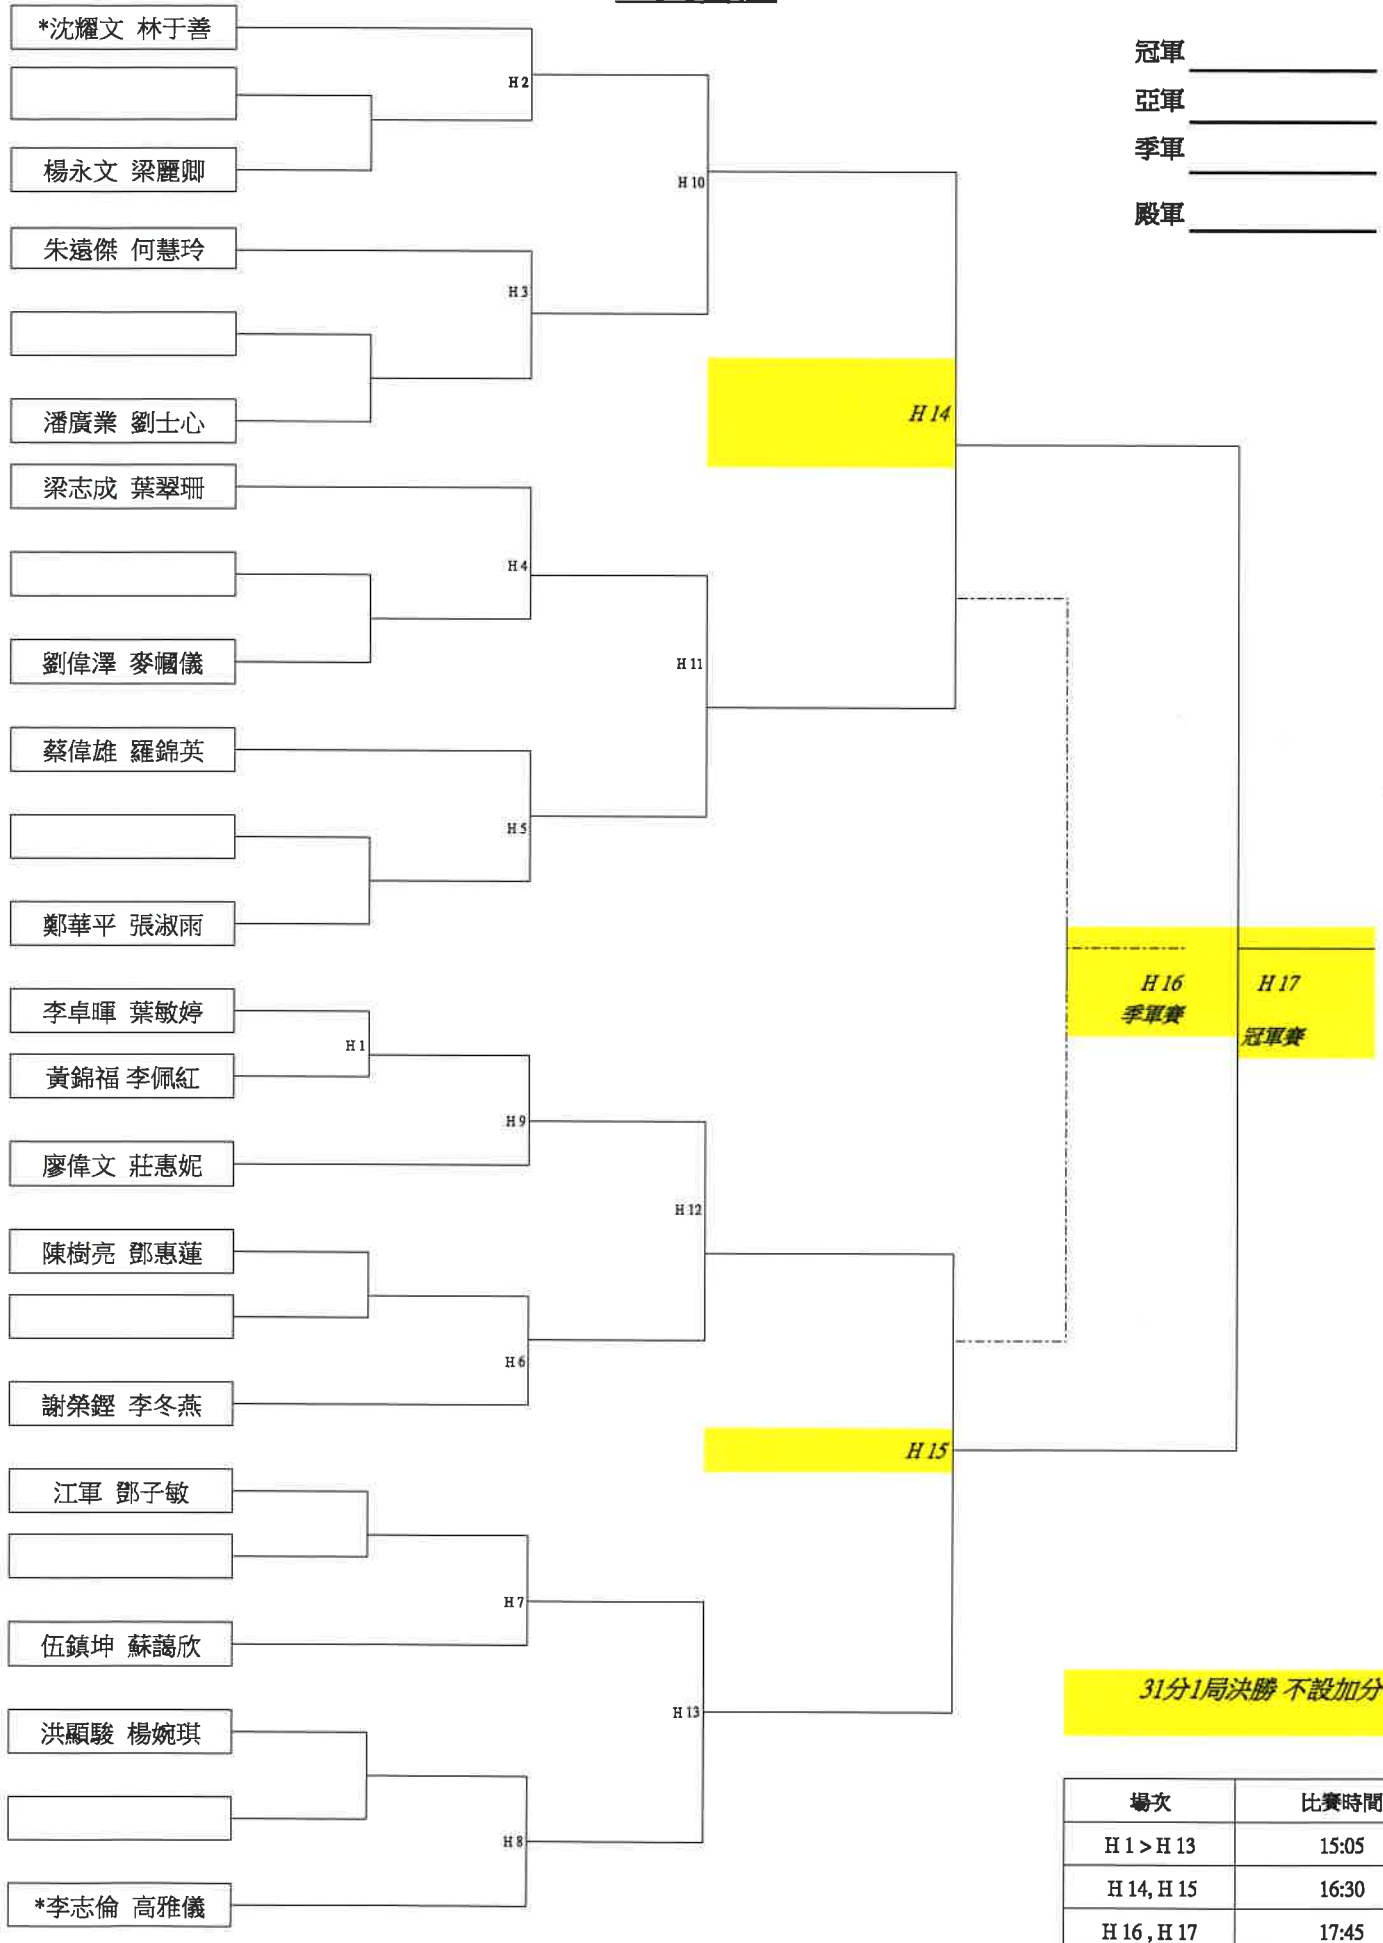 *沈耀文 林于善
楊永文 梁麗卿
朱遠傑 何慧玲
潘廣業 劉士心
梁志成 葉翠珊
劉偉澤 麥幗儀
蔡偉雄 羅錦英
鄭華平 張淑雨
李卓暉 葉敏婷
黃錦福 李佩紅
廖偉文 莊惠妮
陳樹亮 鄧惠蓮
謝榮鏗 李冬燕
江軍 鄧子敏
伍鎮坤 蘇藹欣
洪顯駿 楊婉琪
*李志倫 高雅儀
H 1
H 2
H 3
H 4
H 5
H 9
H 6
H 7
H 8
H 10
H 11
H 12
H 13
H 14
H 15
H 16
季軍賽
H 17
冠軍賽
冠軍
亞軍
季軍
殿軍
31分1局決勝 不設加分
場次 比賽時間
H 1 > H 13 15:05
H 14, H 15 16:30
H 16 , H 17 17:45